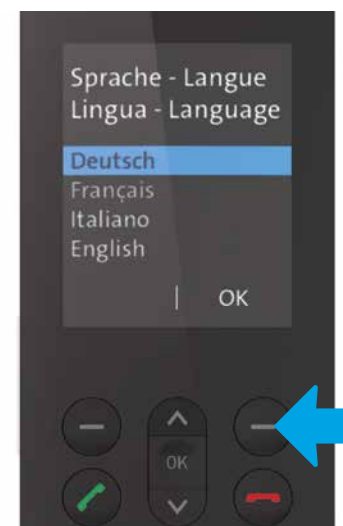 Sprache - Langue
Lingua - Language
Deutsch
Français
Italiano
English
| OK
OK